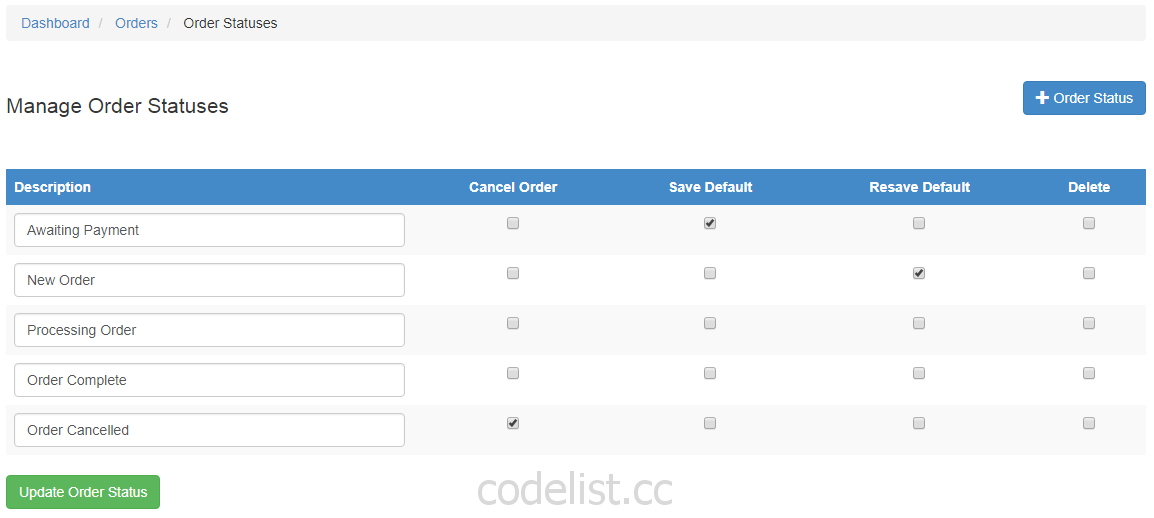 Dashboard / Orders / Order Statuses
Manage Order Statuses
Order Status
Description Cancel Order Save Default Resave Default Delete
Awaiting Payment
New Order
Processing Order
Order Complete
Order Cancelled
Update Order Status
codelist.cc